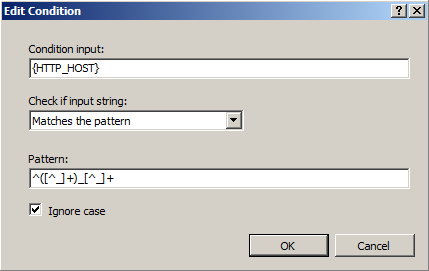 Edit Condition
Condition input:
{HTTP_HOST}
Check if input string:
Matches the pattern
Pattern:
^([^_]+)_[^_]+
Ignore case
OK
Cancel